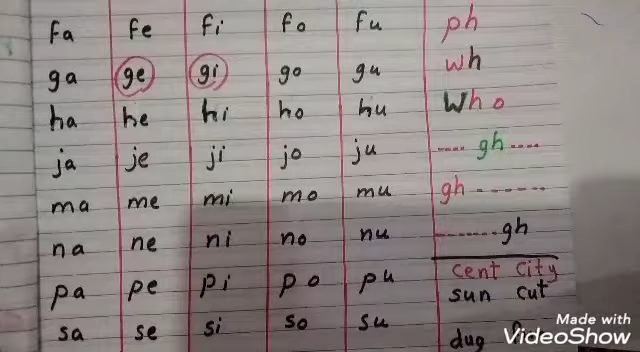 fa fe fi fo fu ph
ga ge gi go gu wh
ha he hi ho hu Who
ja je ji jo ju ---- gh ----
ma me mi mo mu gh -------
na ne ni no nu -------gh
pa pe pi po pu cent city
sa se si so su sun cut
dug
Made with
VideoShow